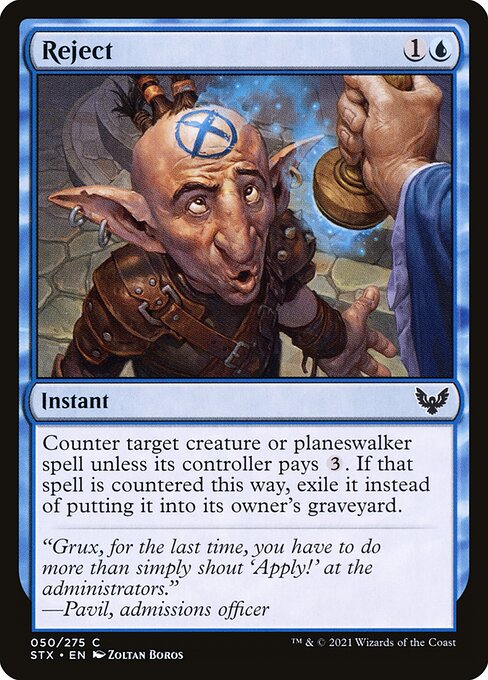 Reject 1
Instant
Counter target creature or planeswalker
spell unless its controller pays 3. If that
spell is countered this way, exile it instead
of putting it into its owner's graveyard.
“Grux, for the last time, you have to do
more than simply shout ‘Apply!’ at the
administrators.”
—Pavil, admissions officer
050/275 C
STX • EN Zoltan Boros
™ & © 2021 Wizards of the Coast